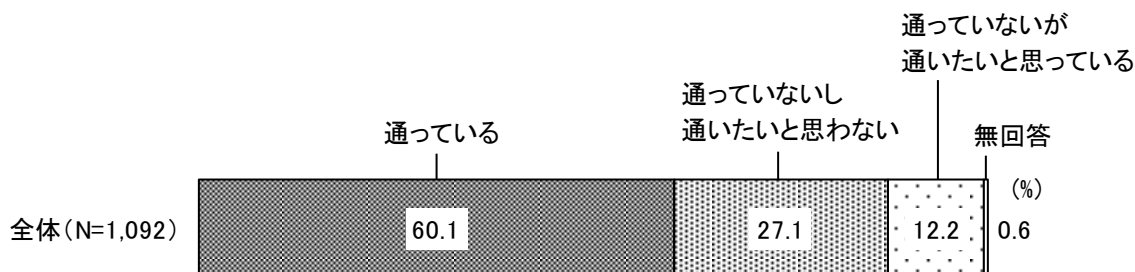 通っていないが
通いたいと思っている
通っていないし
通いたいと思わない
通っている
無回答
(%)
全体(N=1,092)
60.1
27.1
12.2
0.6